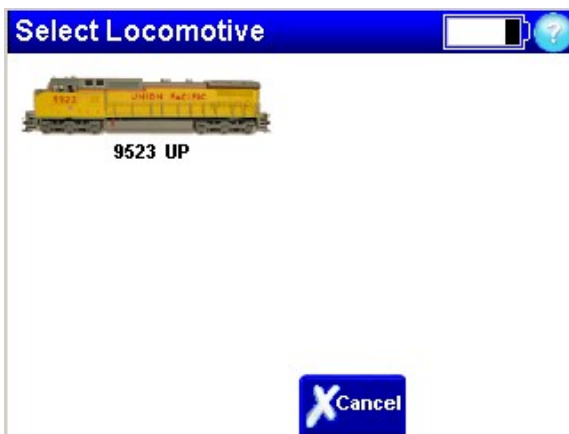 Select Locomotive
?
9523 UNION PACIFIC
9523 UP
Cancel